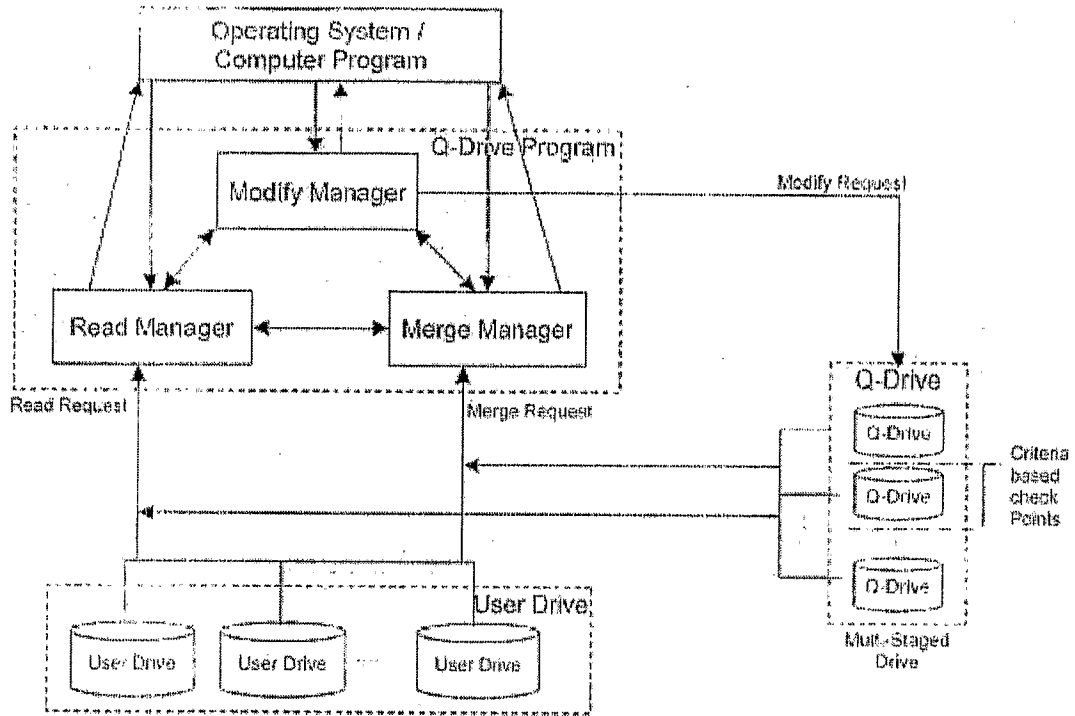 Operating System /
Computer Program
Q-Drive Program
Modify Manager
Modify Request
Read Manager
Merge Manager
Read Request
Merge Request
Q-Drive
Q-Drive
Q-Drive
Q-Drive
Criteria
based
check
Points
Multi-Staged
Drive
User Drive
User Drive
User Drive
.....
User Drive